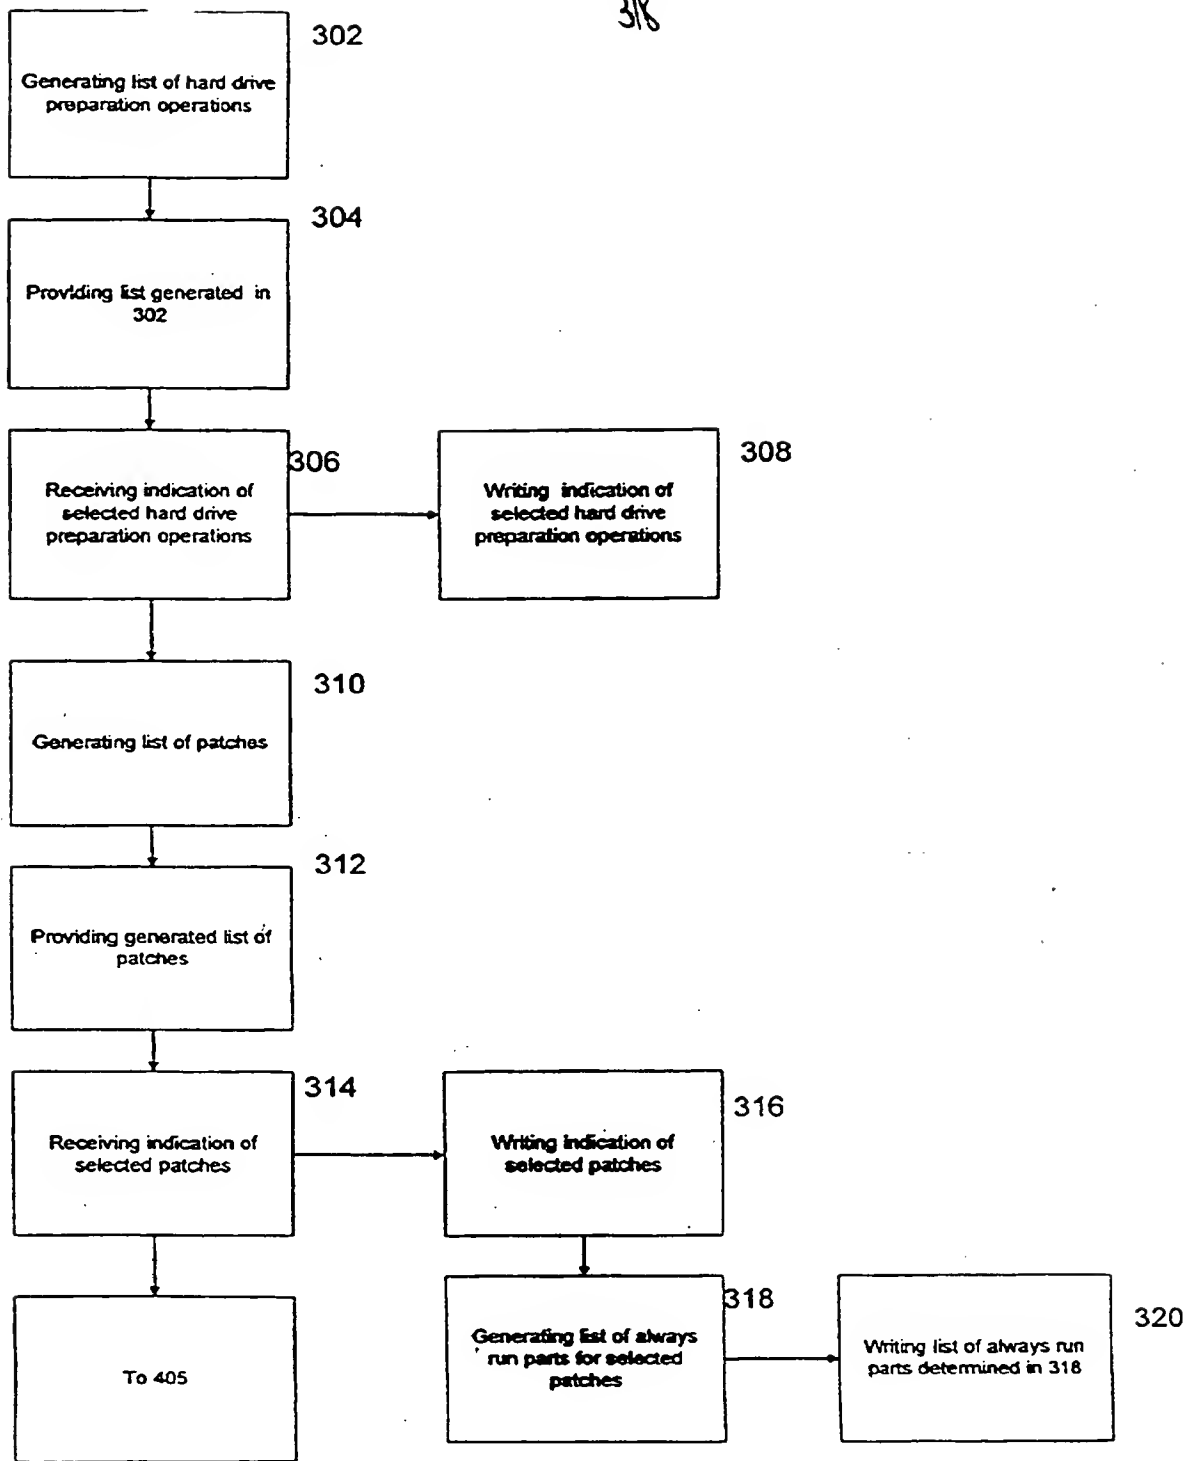 3/8
302
Generating list of hard drive
preparation operations
304
Providing list generated in
302
306
Receiving indication of
selected hard drive
preparation operations
308
Writing indication of
selected hard drive
preparation operations
310
Generating list of patches
312
Providing generated list of
patches
314
Receiving indication of
selected patches
316
Writing indication of
selected patches
To 405
318
Generating list of always
run parts for selected
patches
320
Writing list of always run
parts determined in 318